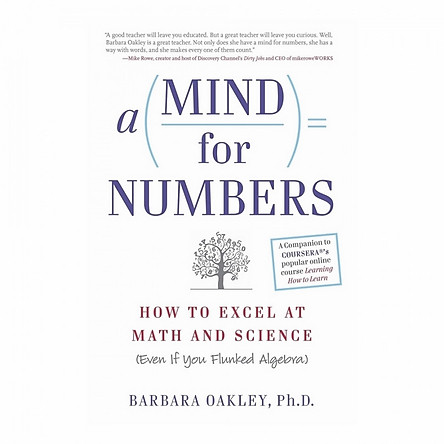 "A good teacher will leave you educated. But a great teacher will leave you curious. Well,
Barbara Oakley is a great teacher. Not only does she have a mind for numbers, she has a
way with words, and she makes every one of them count."
—Mike Rowe, creator and host of Discovery Channel's Dirty Jobs and CEO of mikeroweWORKS
a (MIND
for) =
NUMBERS
A Companion to
COURSERA®'s
popular online
course Learning
How to Learn
HOW TO EXCEL AT
MATH AND SCIENCE
(Even If You Flunked Algebra)
BARBARA OAKLEY, Ph.D.